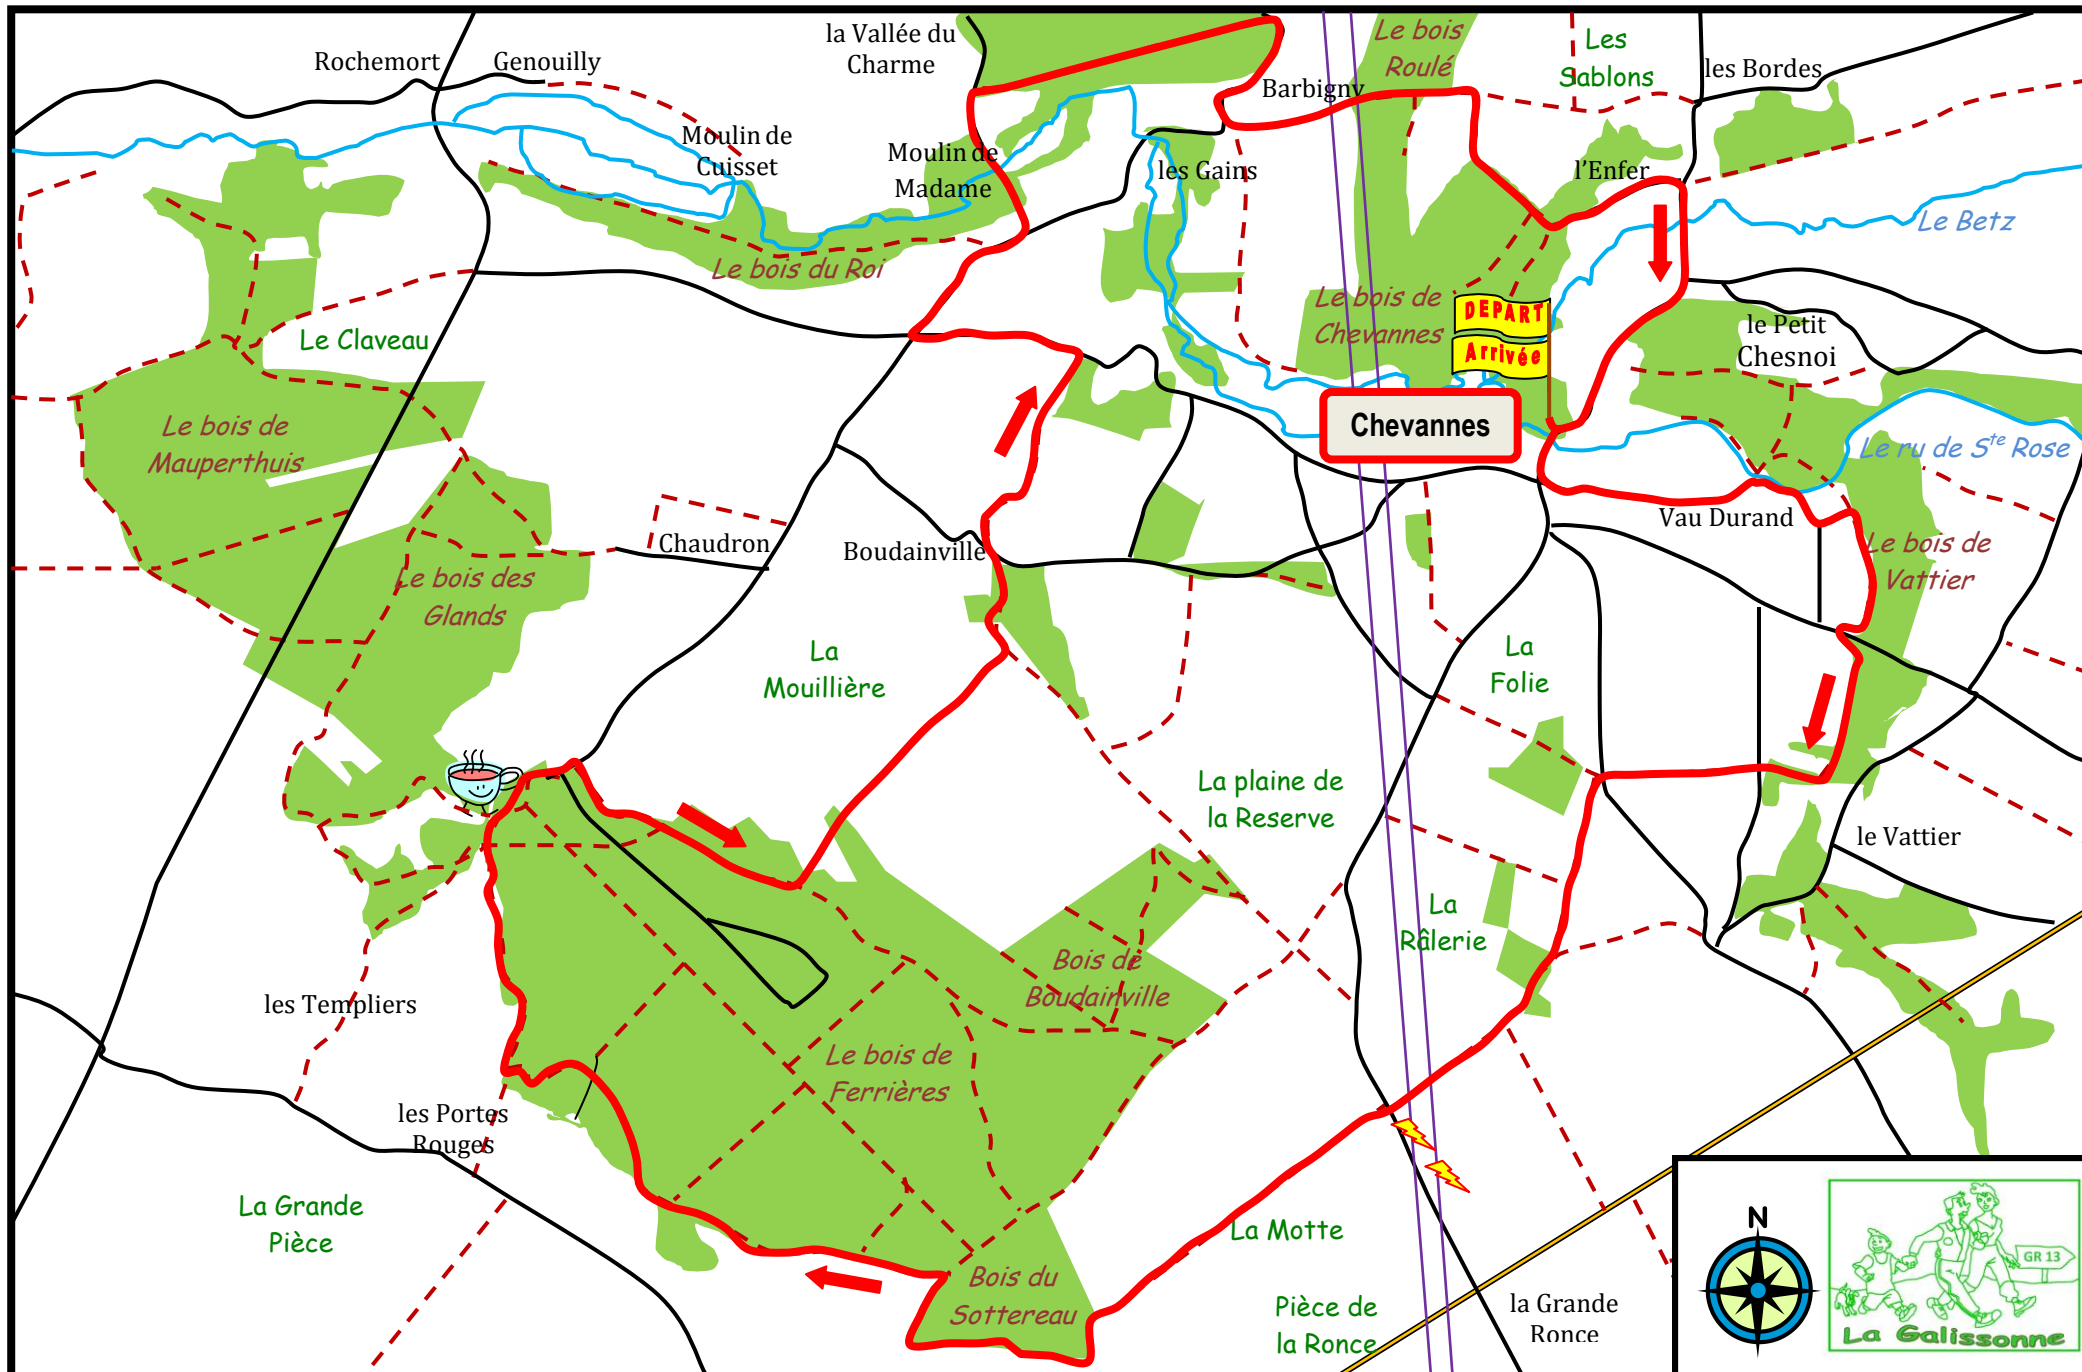 la Vallée du
Charme
Le bois
Roulé
Les
Sablons
Rochemort
Genouilly
les Bordes
Barbigny
Moulin de
Cuisset
Moulin de
Madame
les Gains
l'Enfer
Le Betz
Le bois du Roi
Le bois de
Chevannes
DEPART
Arrivée
le Petit
Chesnoi
Le Claveau
Chevannes
Le bois de
Mauperthuis
Le ru de Ste Rose
Vau Durand
Chaudron
Boudainville
Le bois de
Vattier
Le bois des
Glands
La
Mouillière
La
Folie
La plaine de
la Reserve
le Vattier
La
Râlerie
Bois de
Boudainville
les Templiers
Le bois de
Ferrières
les Portes
Rouges
La Grande
Pièce
La Motte
Bois du
Sottereau
Pièce de
la Ronce
la Grande
Ronce
N
GR 13
La Galissonne